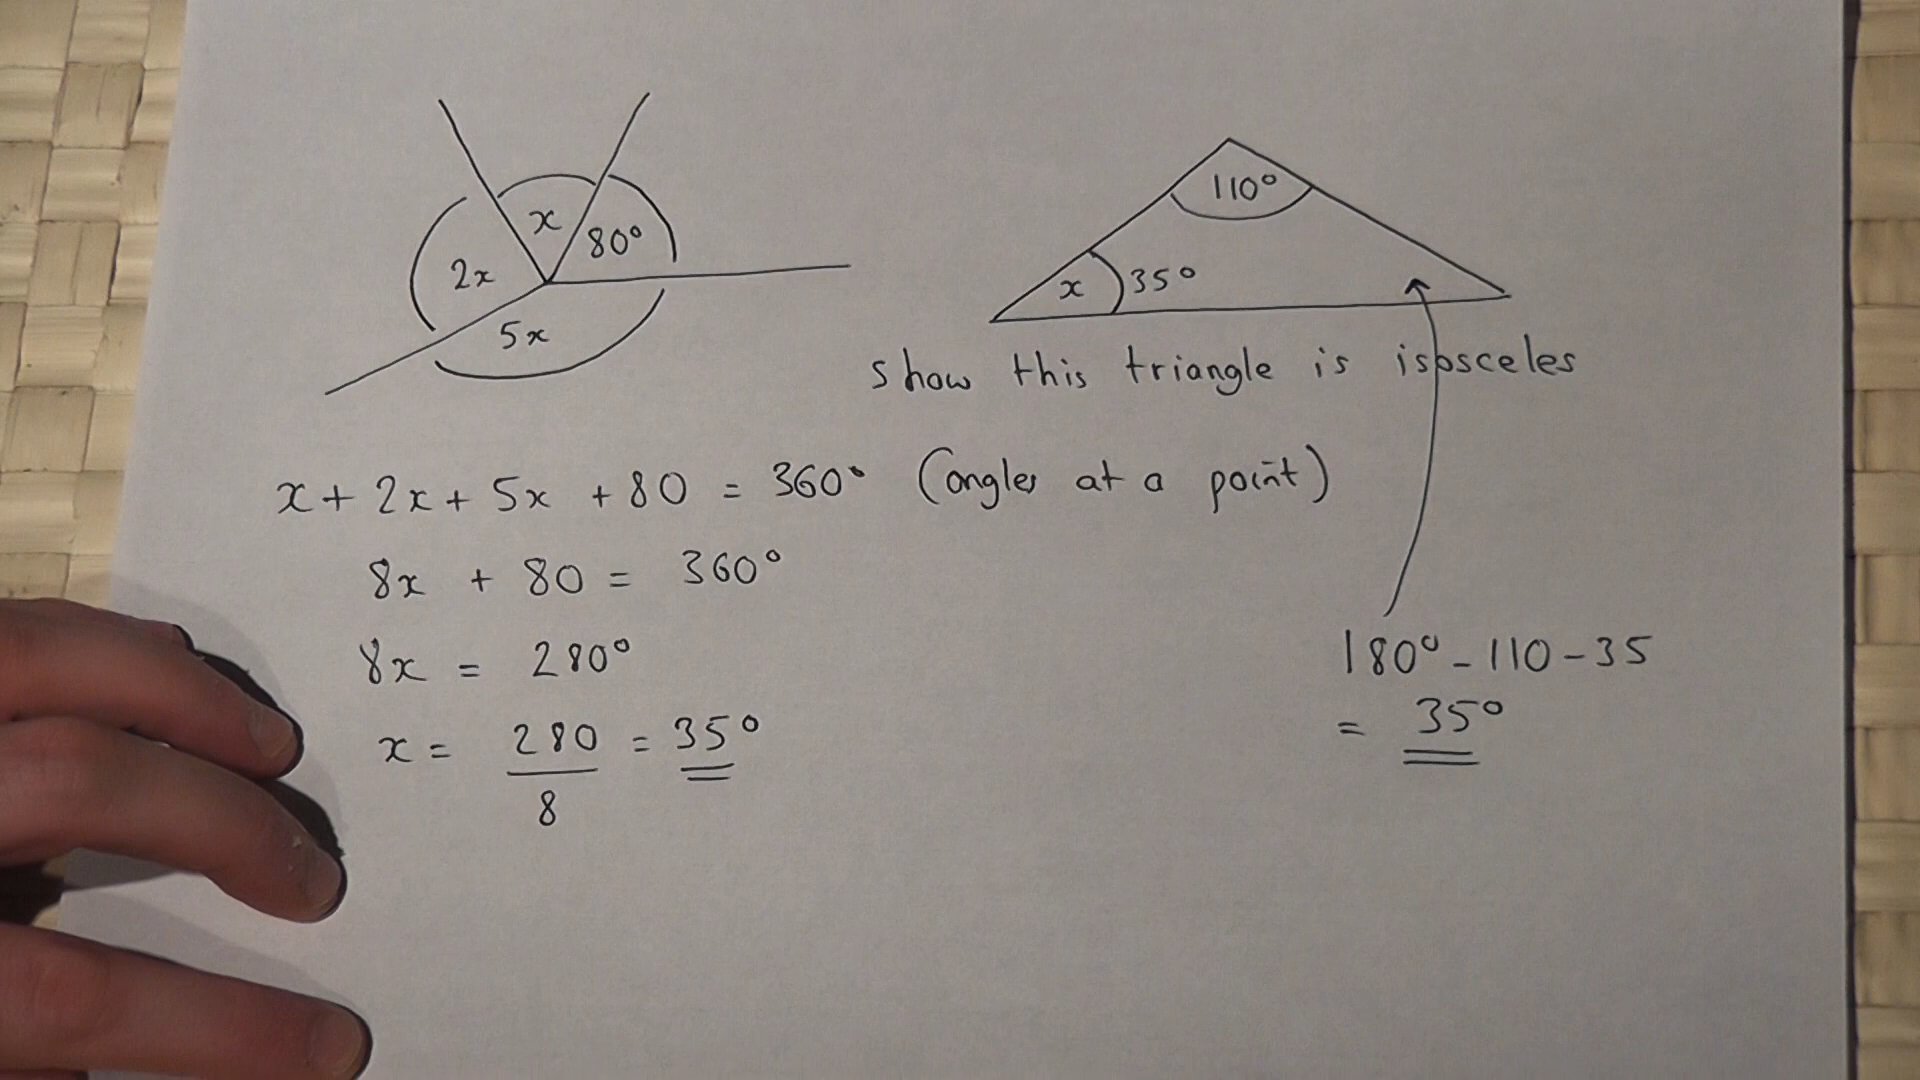 x
80°
2x
5x
110°
x 35°
show this triangle is isosceles
x + 2x + 5x + 80 = 360° (angles at a point)
8x + 80 = 360°
8x = 280°
x = 280/8 = 35°
180° - 110 - 35
= 35°